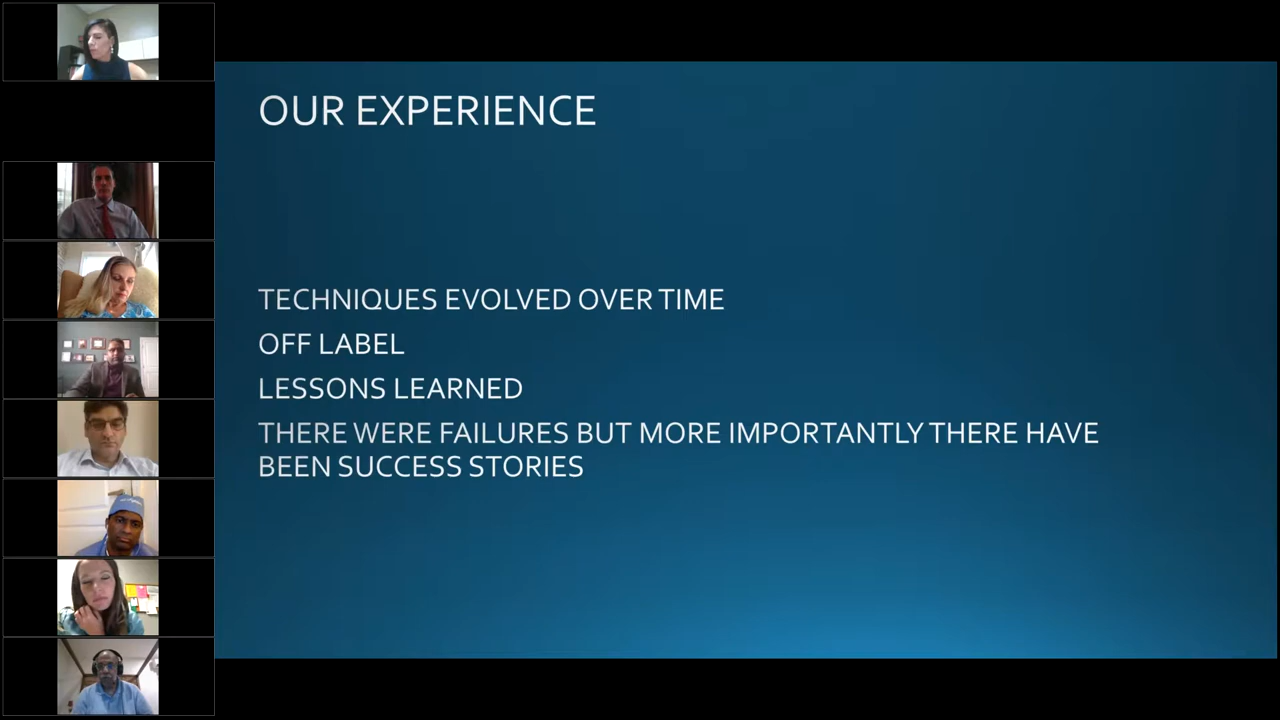 OUR EXPERIENCE
TECHNIQUES EVOLVED OVER TIME
OFF LABEL
LESSONS LEARNED
THERE WERE FAILURES BUT MORE IMPORTANTLY THERE HAVE
BEEN SUCCESS STORIES